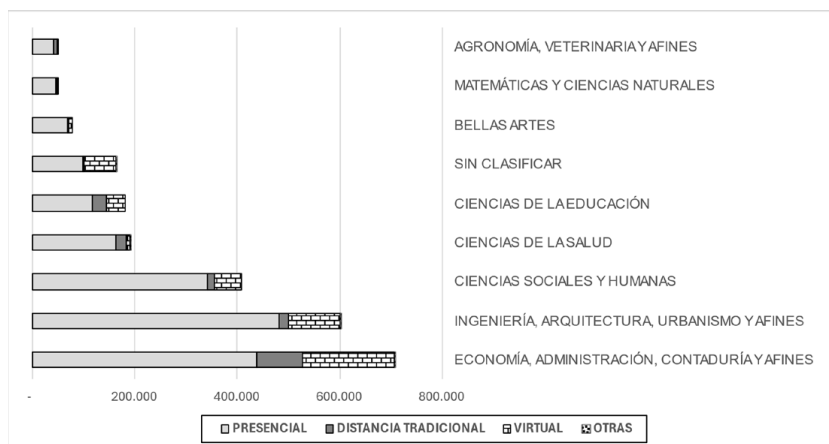 AGRONOMÍA, VETERINARIA Y AFINES
MATEMÁTICAS Y CIENCIAS NATURALES
BELLAS ARTES
SIN CLASIFICAR
CIENCIAS DE LA EDUCACIÓN
CIENCIAS DE LA SALUD
CIENCIAS SOCIALES Y HUMANAS
INGENIERÍA, ARQUITECTURA, URBANISMO Y AFINES
ECONOMÍA, ADMINISTRACIÓN, CONTADURÍA Y AFINES
- 200.000 400.000 600.000 800.000
PRESENCIAL DISTANCIA TRADICIONAL VIRTUAL OTRAS